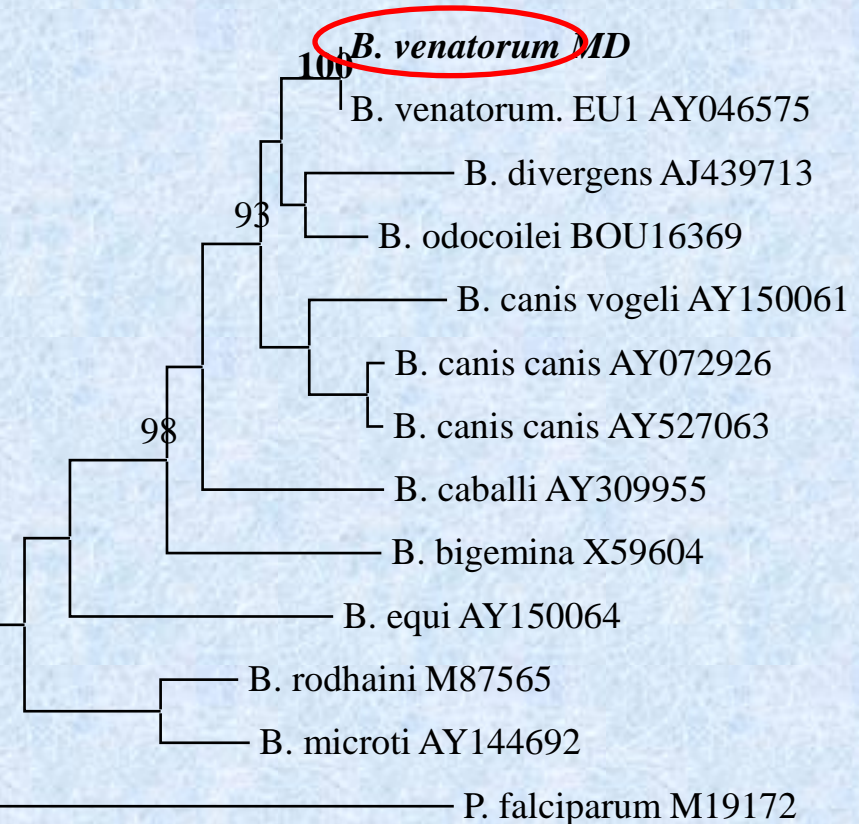 B. venatorum MD
100
B. venatorum. EU1 AY046575
B. divergens AJ439713
93
B. odocoilei BOU16369
B. canis vogeli AY150061
B. canis canis AY072926
B. canis canis AY527063
98
B. caballi AY309955
B. bigemina X59604
B. equi AY150064
B. rodhaini M87565
B. microti AY144692
P. falciparum M19172